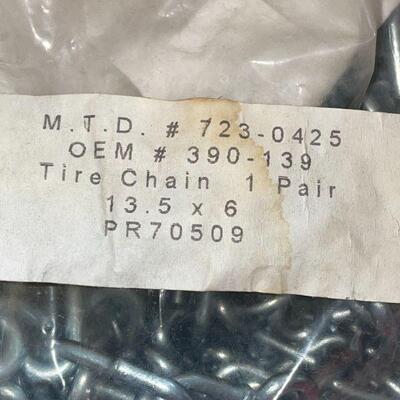 M.T.D. # 723-0425
OEM # 390-139
Tire Chain 1 Pair
13.5 x 6
PR70509